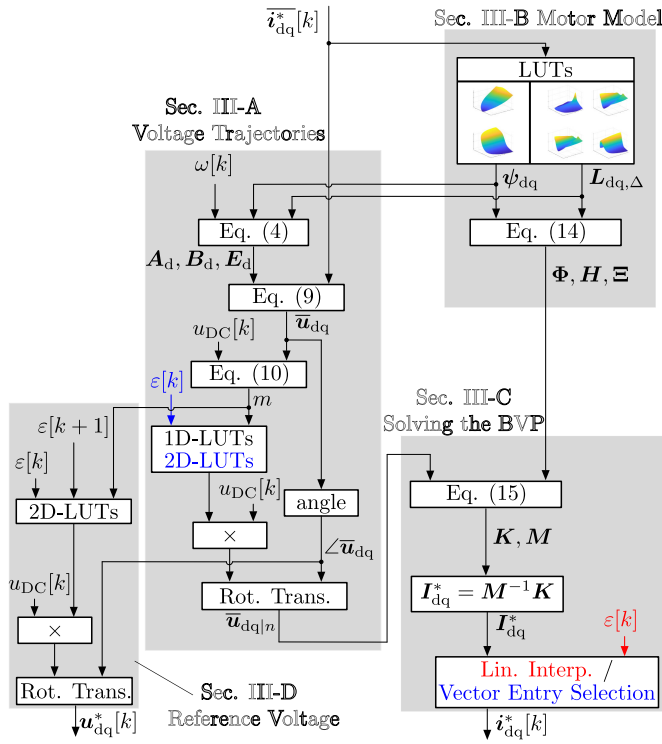 i*dq[k]
Sec. III-B Motor Model
LUTs
ψdq
Ldq,Δ
Eq. (14)
Φ, H, Ξ
Sec. III-A
Voltage Trajectories
ω[k]
Eq. (4)
Ad, Bd, Ed
Eq. (9)
u̅dq
uDC[k]
Eq. (10)
m
ε[k]
1D-LUTs
2D-LUTs
uDC[k]
angle
×
∠u̅dq
Rot. Trans.
u̅dq|n
ε[k+1]
ε[k]
2D-LUTs
uDC[k]
×
Rot. Trans.
u*dq[k]
Sec. III-D
Reference Voltage
Sec. III-C
Solving the BVP
Eq. (15)
K, M
I*dq = M⁻¹K
I*dq
ε[k]
Lin. Interp. /
Vector Entry Selection
i*dq[k]